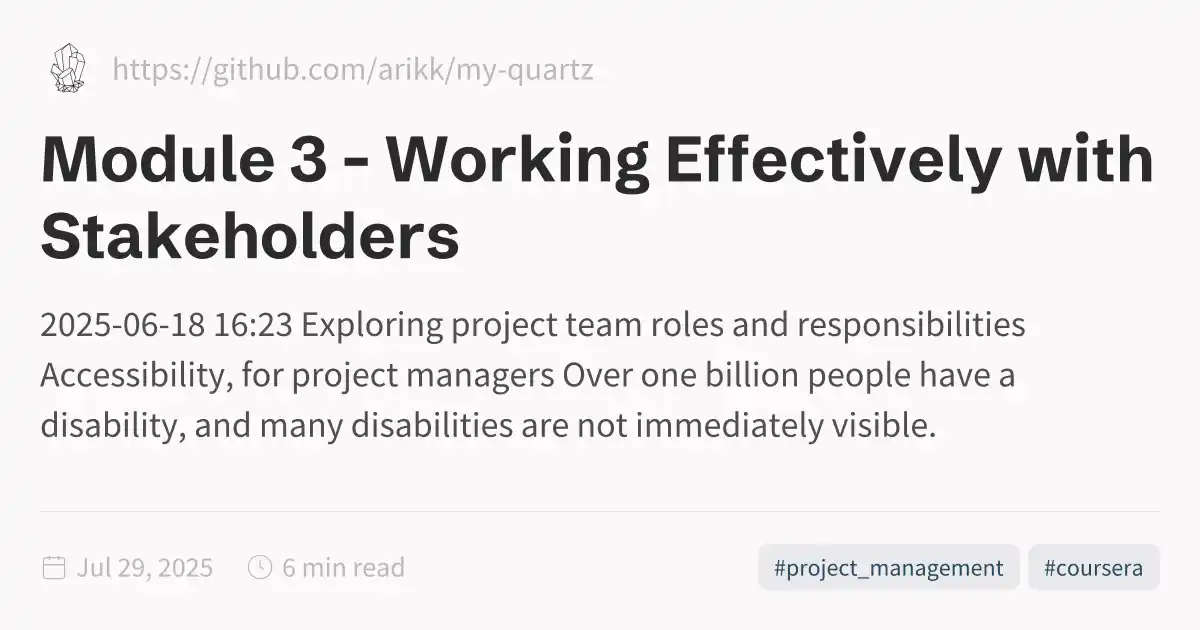 https://github.com/arikk/my-quartz
Module 3 - Working Effectively with
Stakeholders
2025-06-18 16:23 Exploring project team roles and responsibilities
Accessibility, for project managers Over one billion people have a
disability, and many disabilities are not immediately visible.
Jul 29, 2025 6 min read #project_management #coursera